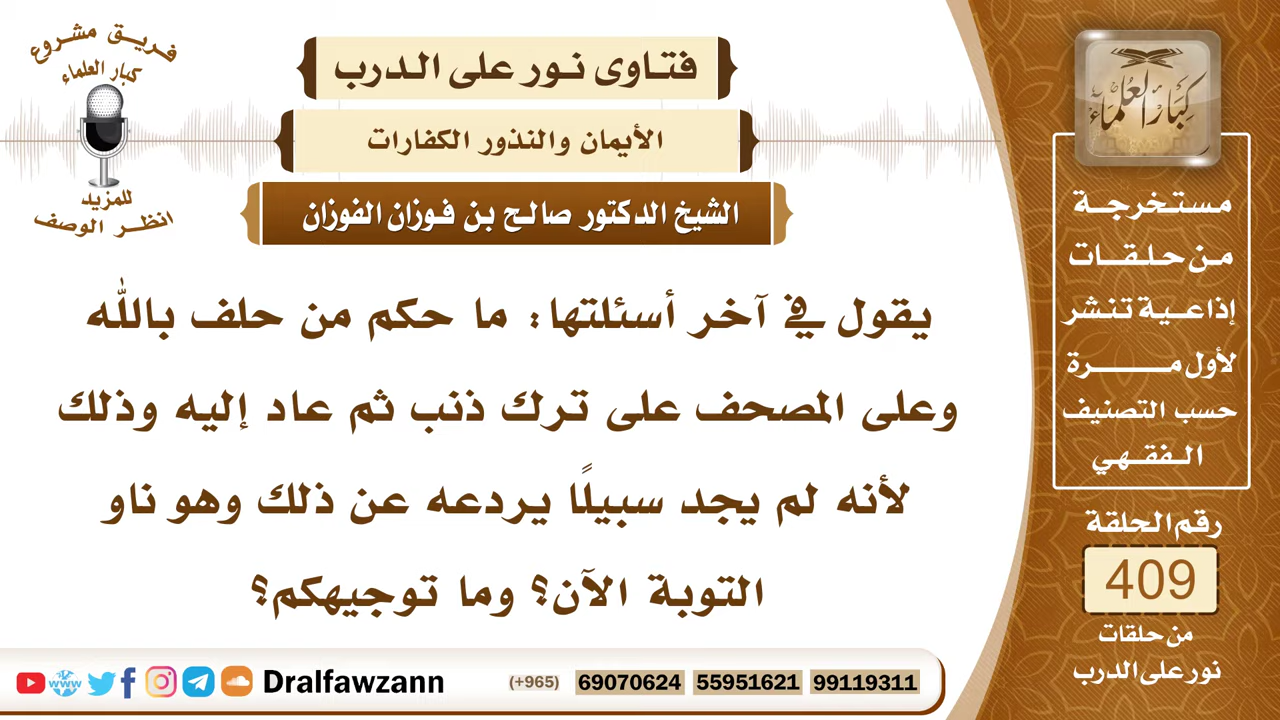 فريق مشروع
كبار العلماء
للمزيد
انظر الوصف
فتاوى نور على الدرب
الأيمان والنذور الكفارات
الشيخ الدكتور صالح بن فوزان الفوزان
يقول في آخر أسئلتها: ما حكم من حلف بالله
وعلى المصحف على ترك ذنب ثم عاد إليه وذلك
لأنه لم يجد سبيلًا يردعه عن ذلك وهو ناو
التوبة الآن؟ وما توجيهكم؟
كبار العلماء
مستخرجة
من حلقات
إذاعية تنشر
لأول مرة
حسب التصنيف
الفقهي
رقم الحلقة
409
من حلقات
نور على الدرب
www Dralfawzann (+965) 69070624 55951621 99119311